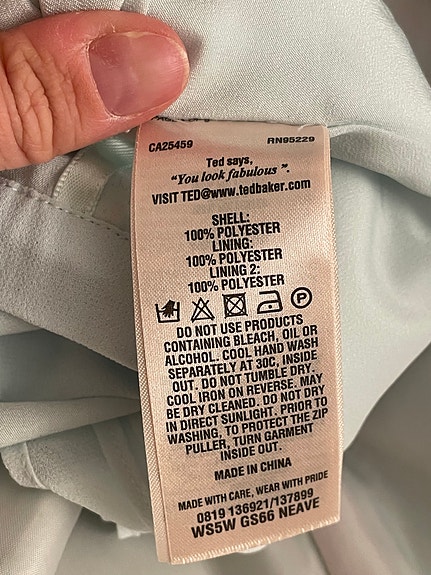 CA25459 RN95229
Ted says,
"You look fabulous".
VISIT TED@www.tedbaker.com
SHELL:
100% POLYESTER
LINING:
100% POLYESTER
LINING 2:
100% POLYESTER
P
DO NOT USE PRODUCTS
CONTAINING BLEACH, OIL OR
ALCOHOL. COOL HAND WASH
SEPARATELY AT 30C, INSIDE
OUT. DO NOT TUMBLE DRY.
COOL IRON ON REVERSE. MAY
BE DRY CLEANED. DO NOT DRY
IN DIRECT SUNLIGHT. PRIOR TO
WASHING, TO PROTECT THE ZIP
PULLER, TURN GARMENT
INSIDE OUT.
MADE IN CHINA
MADE WITH CARE, WEAR WITH PRIDE
0819 136921/137899
WS5W GS66 NEAVE